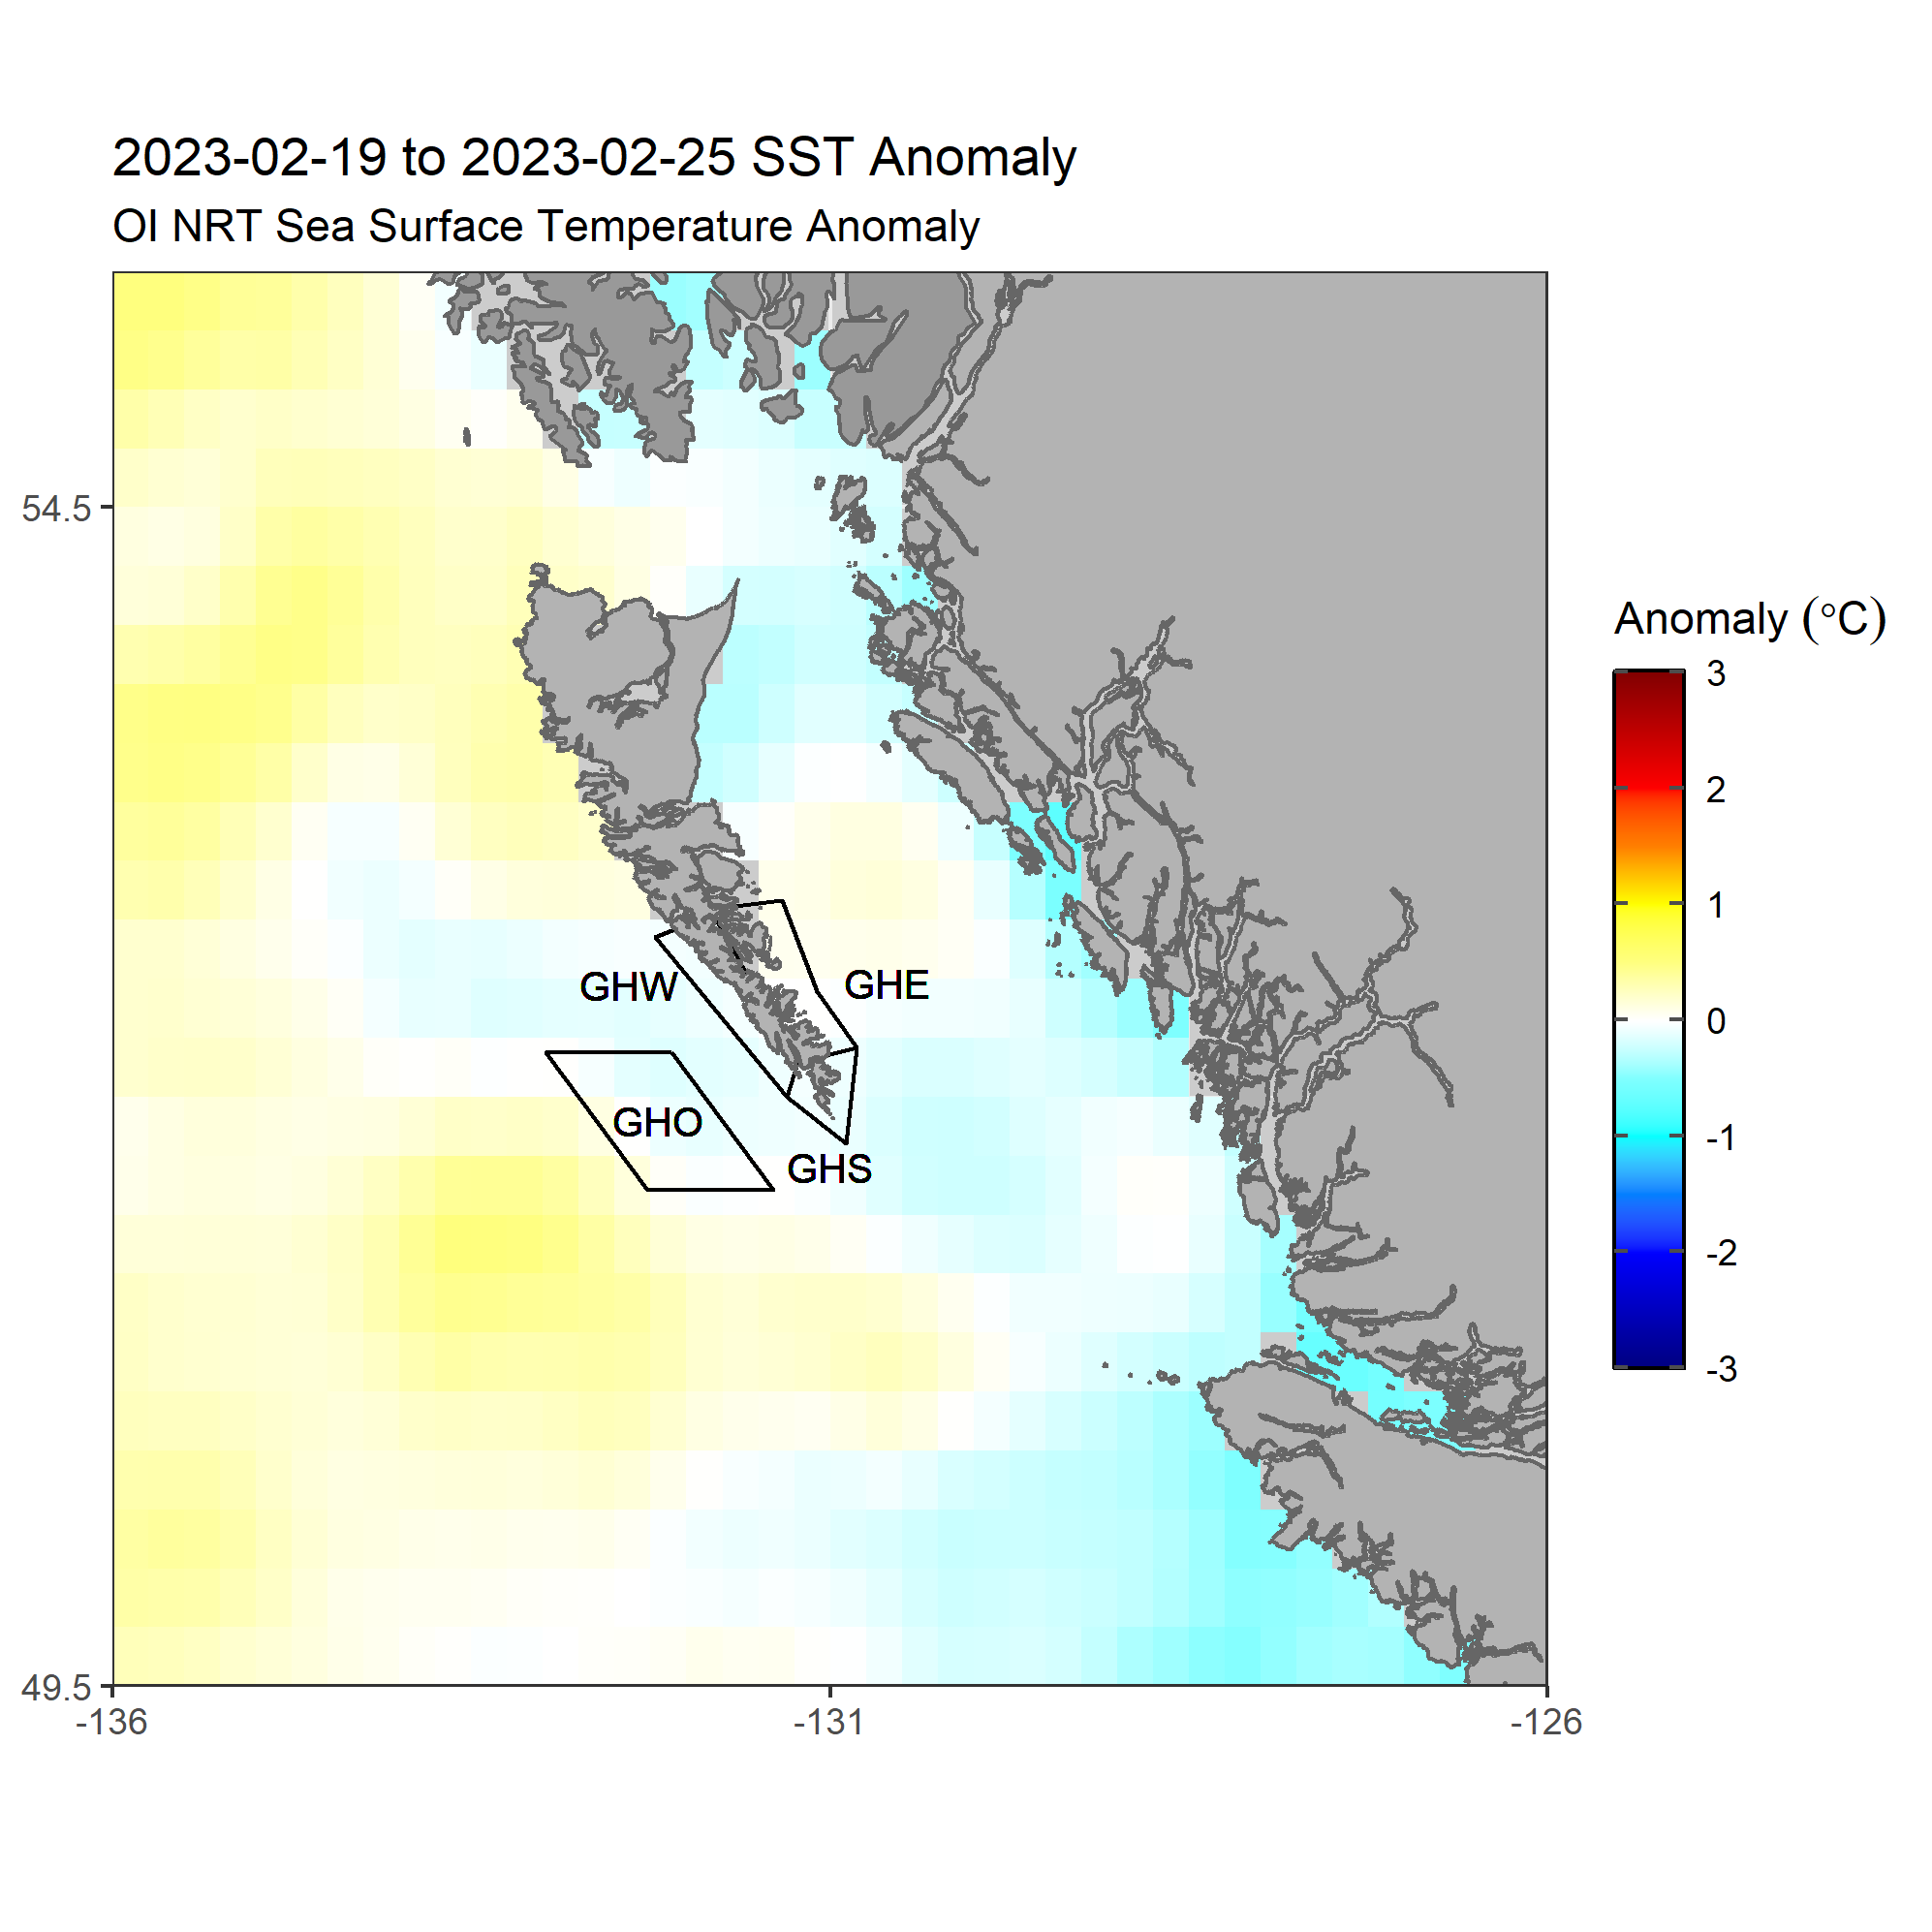 2023-02-19 to 2023-02-25 SST Anomaly
OI NRT Sea Surface Temperature Anomaly
54.5
49.5
-136
-131
-126
GHW
GHE
GHO
GHS
Anomaly (°C)
3
2
1
0
-1
-2
-3